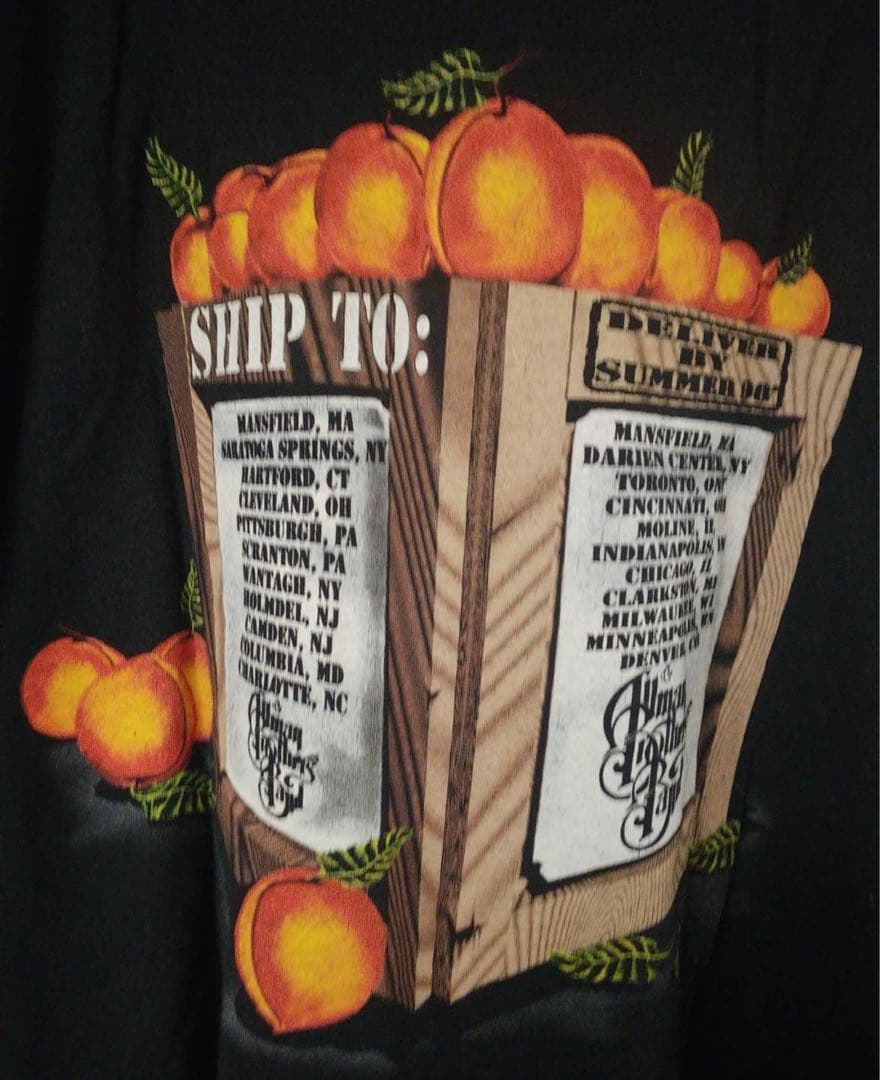 SHIP TO:
MANSFIELD, MA
SARATOGA SPRINGS, NY
HARTFORD, CT
CLEVELAND, OH
PITTSBURGH, PA
SCRANTON, PA
WANTAGH, NY
HOLMDEL, NJ
CAMDEN, NJ
COLUMBIA, MD
CHARLOTTE, NC
The
Allman
Brothers
Band
DELIVER
BY
SUMMER 98'
MANSFIELD, MA
DARIEN CENTER, NY
TORONTO, ONT
CINCINNATI, OH
MOLINE, IL
INDIANAPOLIS, IN
CHICAGO, IL
CLARKSTON, MI
MILWAUKEE, WI
MINNEAPOLIS, MN
DENVER, CO
The
Allman
Brothers
Band